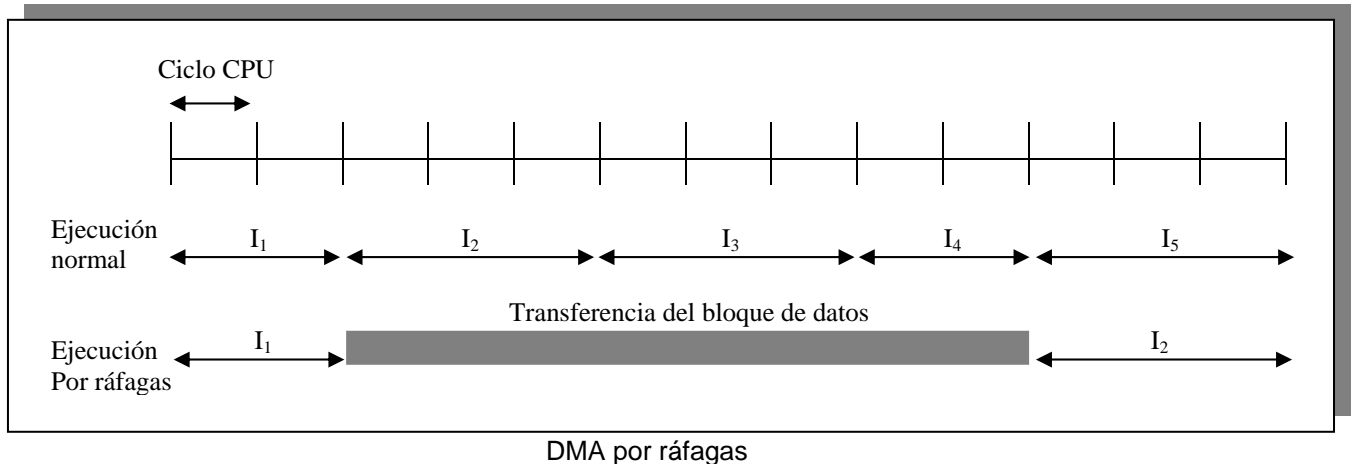 Ciclo CPU
Ejecución
normal
I₁ I₂ I₃ I₄ I₅
Transferencia del bloque de datos
Ejecución
Por ráfagas
I₁ I₂
DMA por ráfagas